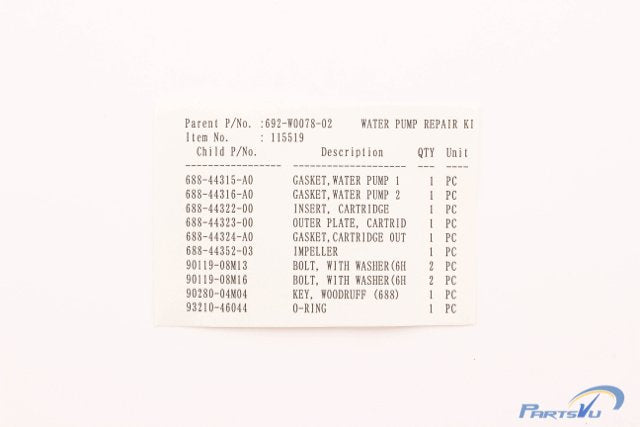 Parent P/No. :692-W0078-02 WATER PUMP REPAIR KI
Item No. : 115519
Child P/No. Description QTY Unit
688-44315-A0 GASKET,WATER PUMP 1 1 PC
688-44316-A0 GASKET,WATER PUMP 2 1 PC
688-44322-00 INSERT, CARTRIDGE 1 PC
688-44323-00 OUTER PLATE, CARTRID 1 PC
688-44324-A0 GASKET,CARTRIDGE OUT 1 PC
688-44352-03 IMPELLER 1 PC
90119-08M13 BOLT, WITH WASHER(6H 2 PC
90119-08M16 BOLT, WITH WASHER(6H 2 PC
90280-04M04 KEY, WOODRUFF (688) 1 PC
93210-46044 O-RING 1 PC
PARTSVU